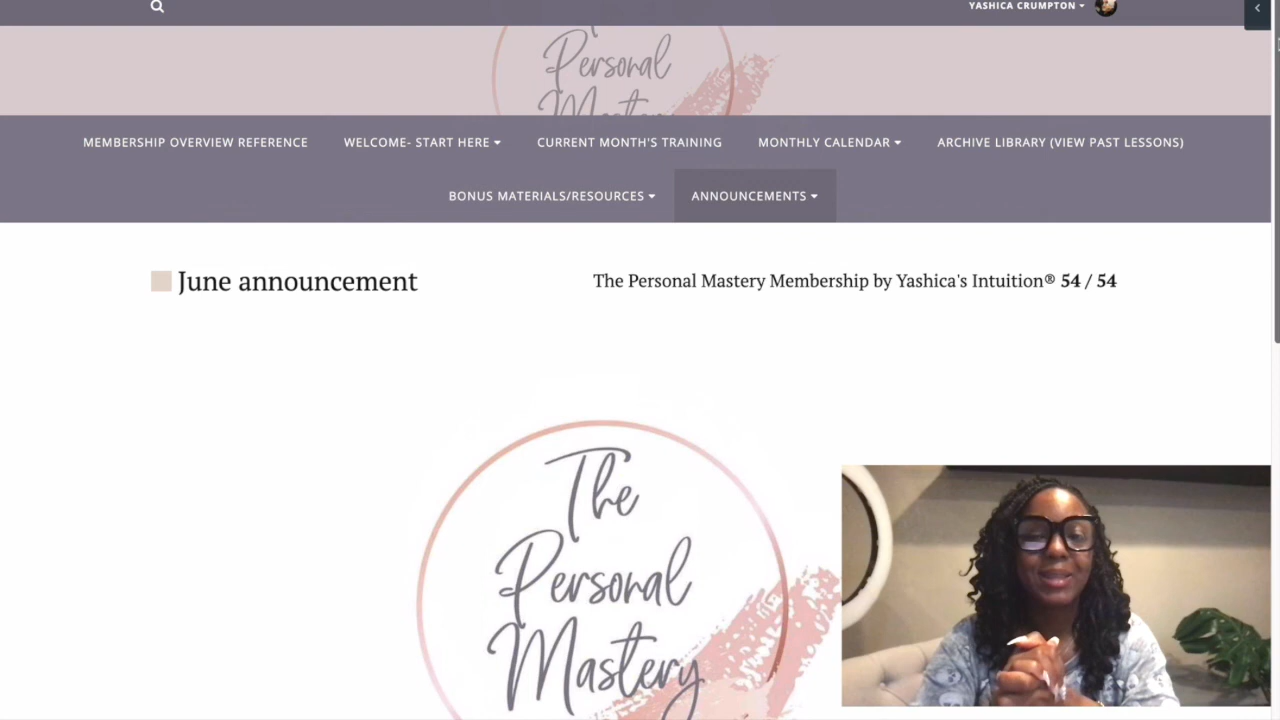 YASHICA CRUMPTON
Personal
MEMBERSHIP OVERVIEW REFERENCE WELCOME- START HERE CURRENT MONTH'S TRAINING MONTHLY CALENDAR ARCHIVE LIBRARY (VIEW PAST LESSONS)
BONUS MATERIALS/RESOURCES ANNOUNCEMENTS
June announcement The Personal Mastery Membership by Yashica's Intuition® 54 / 54
The
Personal
Mastery